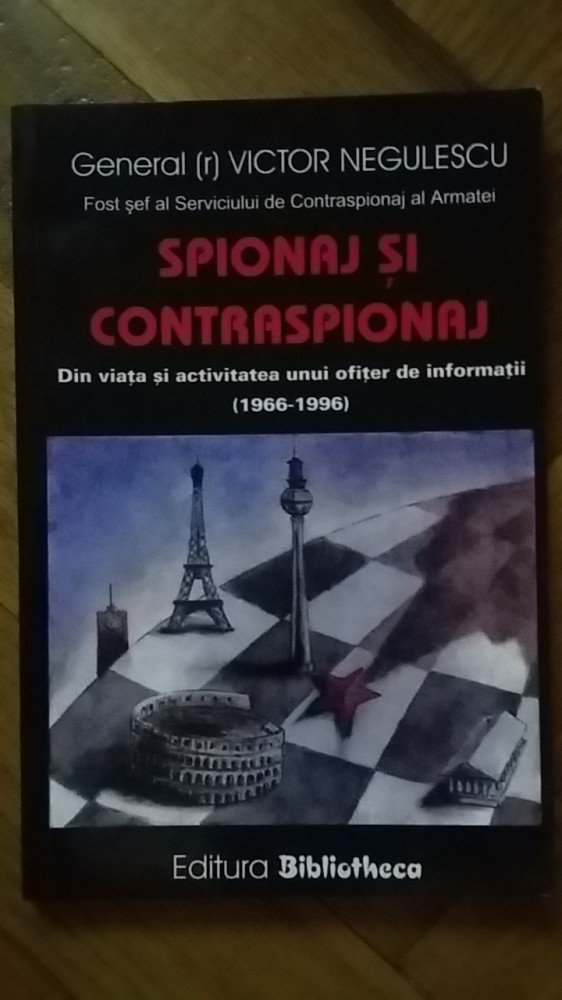 General (r) VICTOR NEGULESCU
Fost şef al Serviciului de Contraspionaj al Armatei
SPIONAJ ŞI
CONTRASPIONAJ
Din viaţa şi activitatea unui ofiţer de informaţii
(1966-1996)
Editura Bibliotheca